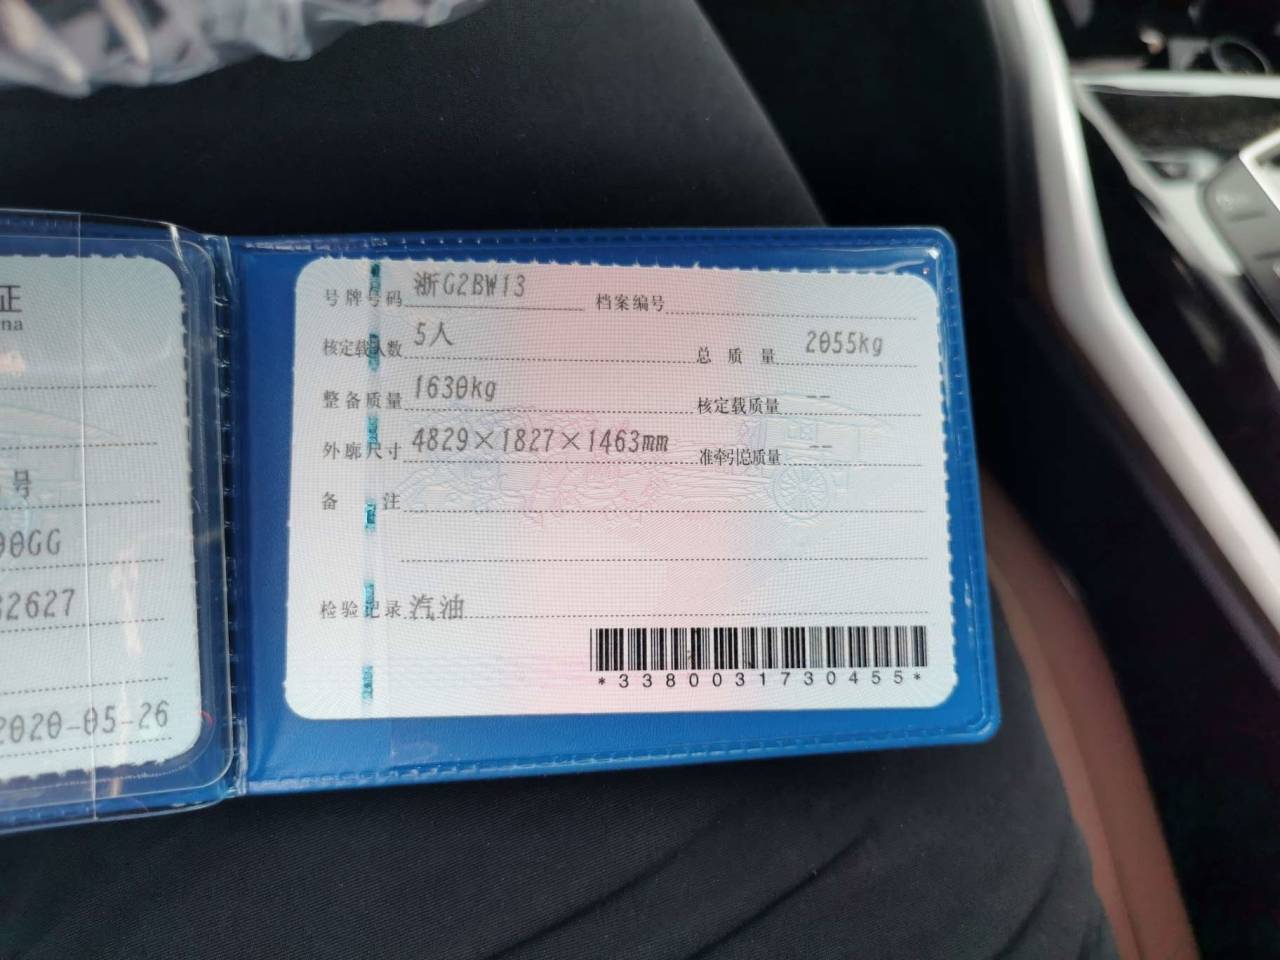 证
na
号
00GG
32627
2020-05-26
号牌号码 浙G2BW13 档案编号
核定载人数 5人 总质量 2055kg
整备质量 1630kg 核定载质量 --
外廓尺寸 4829×1827×1463mm 准牵引总质量 --
备注
检验记录 汽油
*3380031730455*